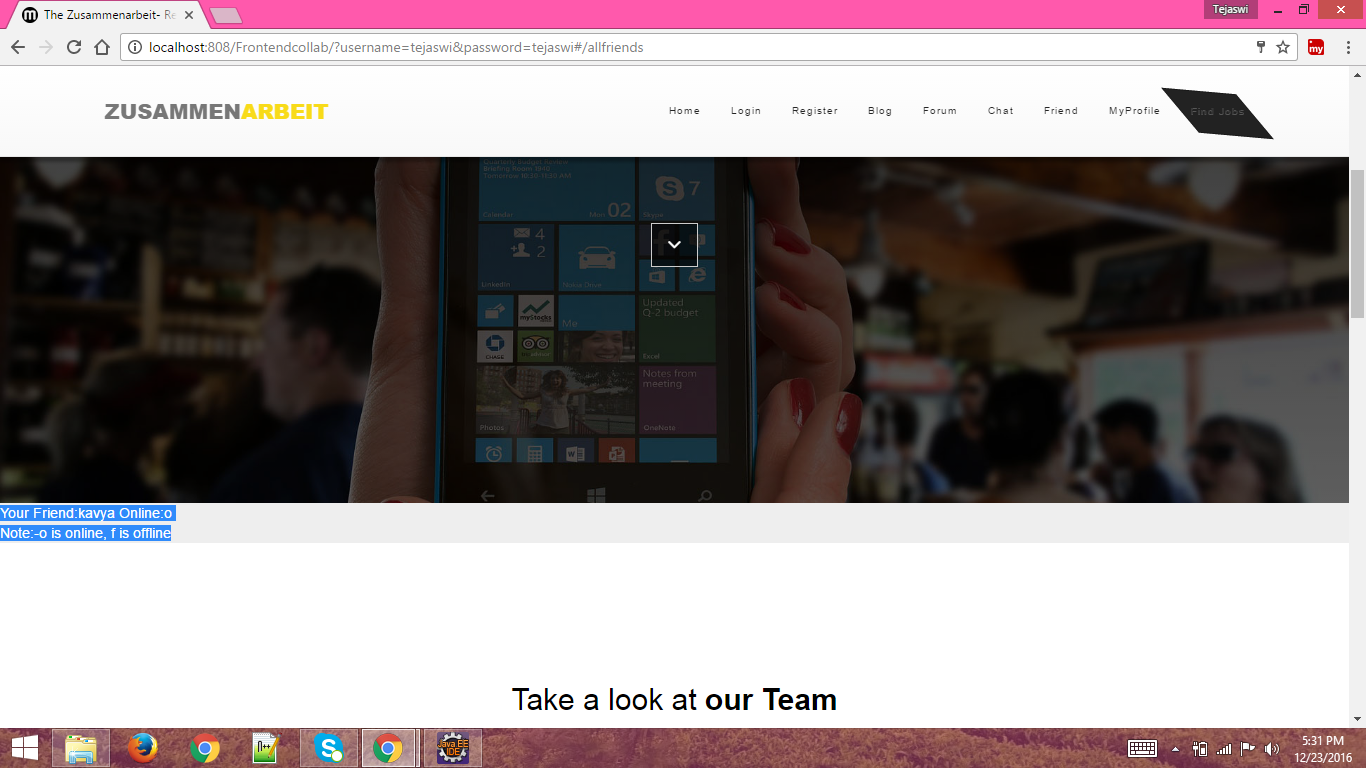 The Zusammenarbeit- Re
Tejaswi
localhost:808/Frontendcollab/?username=tejaswi&password=tejaswi#/allfriends
my
ZUSAMMENARBEIT
Home Login Register Blog Forum Chat Friend MyProfile Find Jobs
Calendar Mon 02
Skype 7
4
2
LinkedIn
Me
Updated
Q-2 budget
Excel
Notes from
meeting
Photos
OneNote
Your Friend:kavya Online:o
Note:-o is online, f is offline
Take a look at our Team
Java EE
IDE
5:31 PM
12/23/2016